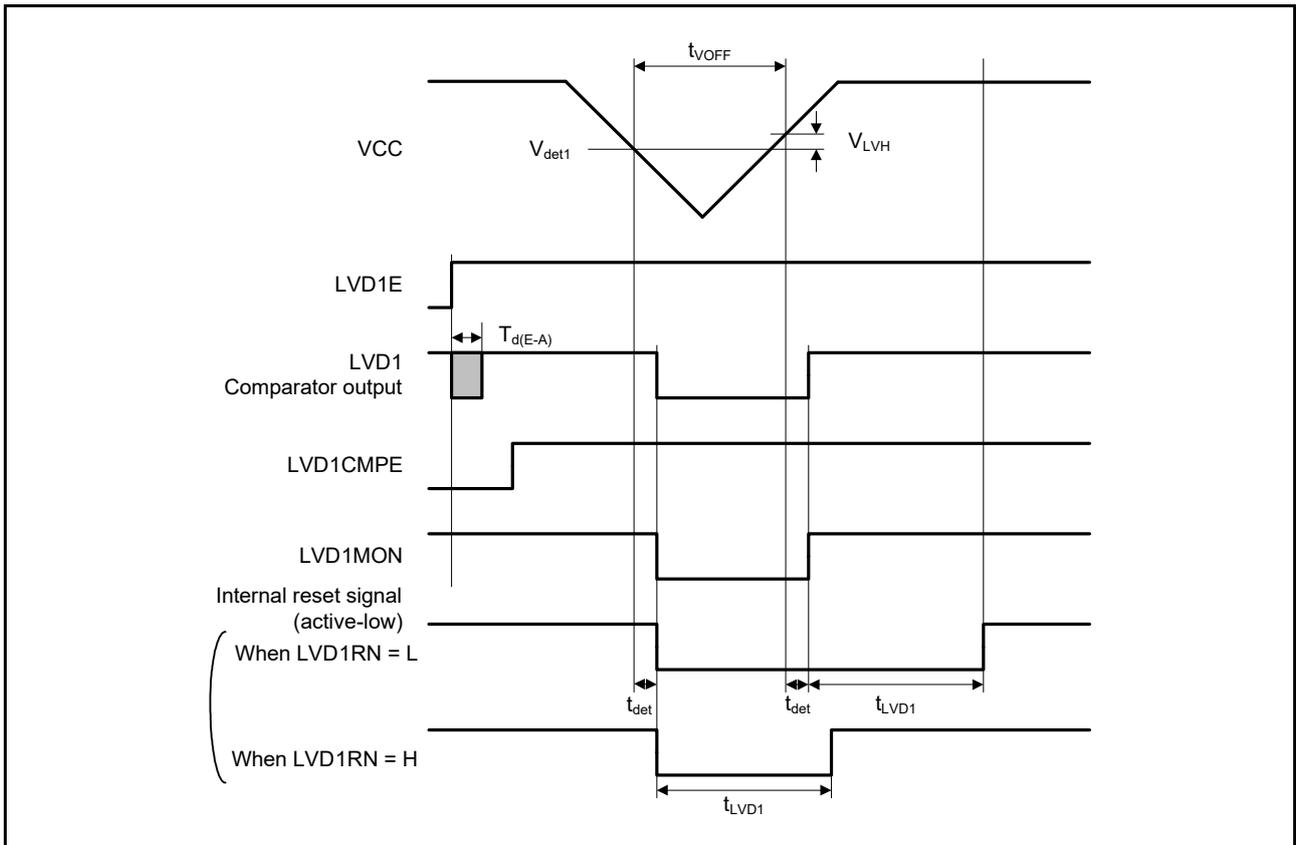 tVOFF
VCC
Vdet1
VLVH
LVD1E
Td(E-A)
LVD1
Comparator output
LVD1CMPE
LVD1MON
Internal reset signal
(active-low)
When LVD1RN = L
tdet
tdet
tLVD1
When LVD1RN = H
tLVD1